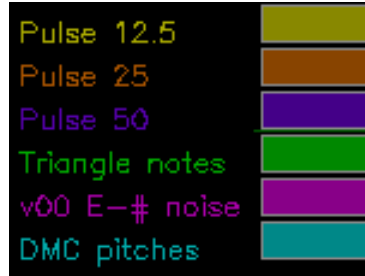 Pulse 12.5
Pulse 25
Pulse 50
Triangle notes
v00 E-# noise
DMC pitches